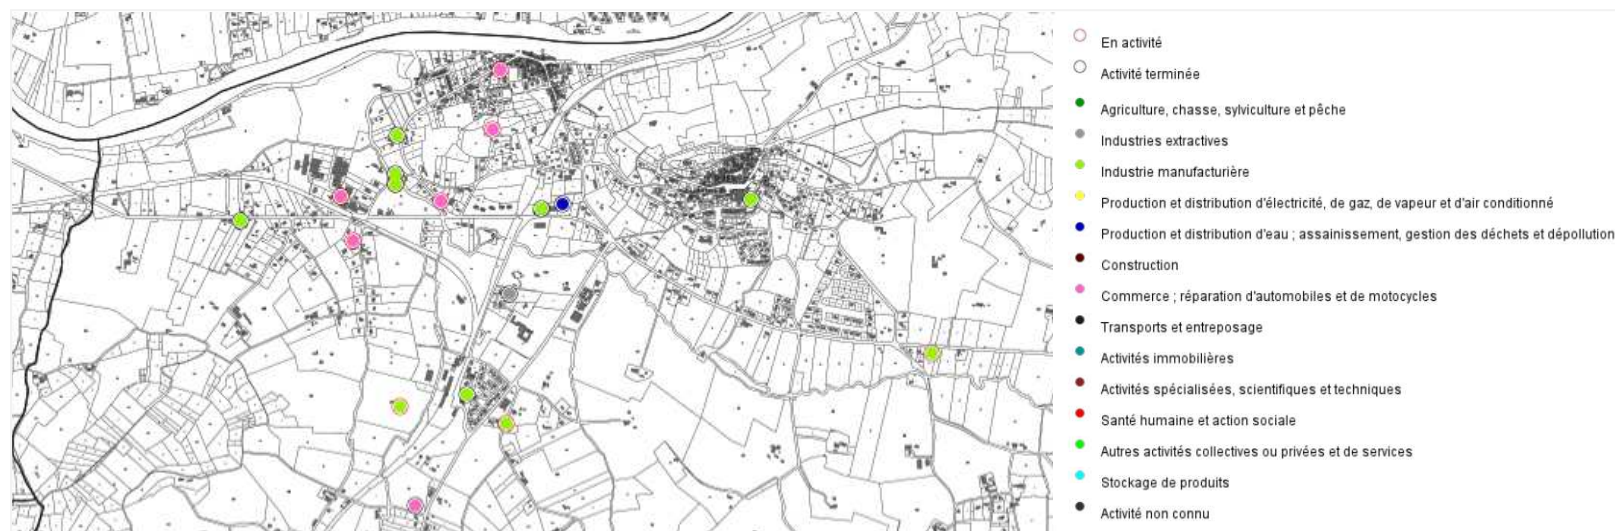 En activité
Activité terminée
Agriculture, chasse, sylviculture et pêche
Industries extractives
Industrie manufacturière
Production et distribution d'électricité, de gaz, de vapeur et d'air conditionné
Production et distribution d'eau ; assainissement, gestion des déchets et dépollution
Construction
Commerce ; réparation d'automobiles et de motocycles
Transports et entreposage
Activités immobilières
Activités spécialisées, scientifiques et techniques
Santé humaine et action sociale
Autres activités collectives ou privées et de services
Stockage de produits
Activité non connu